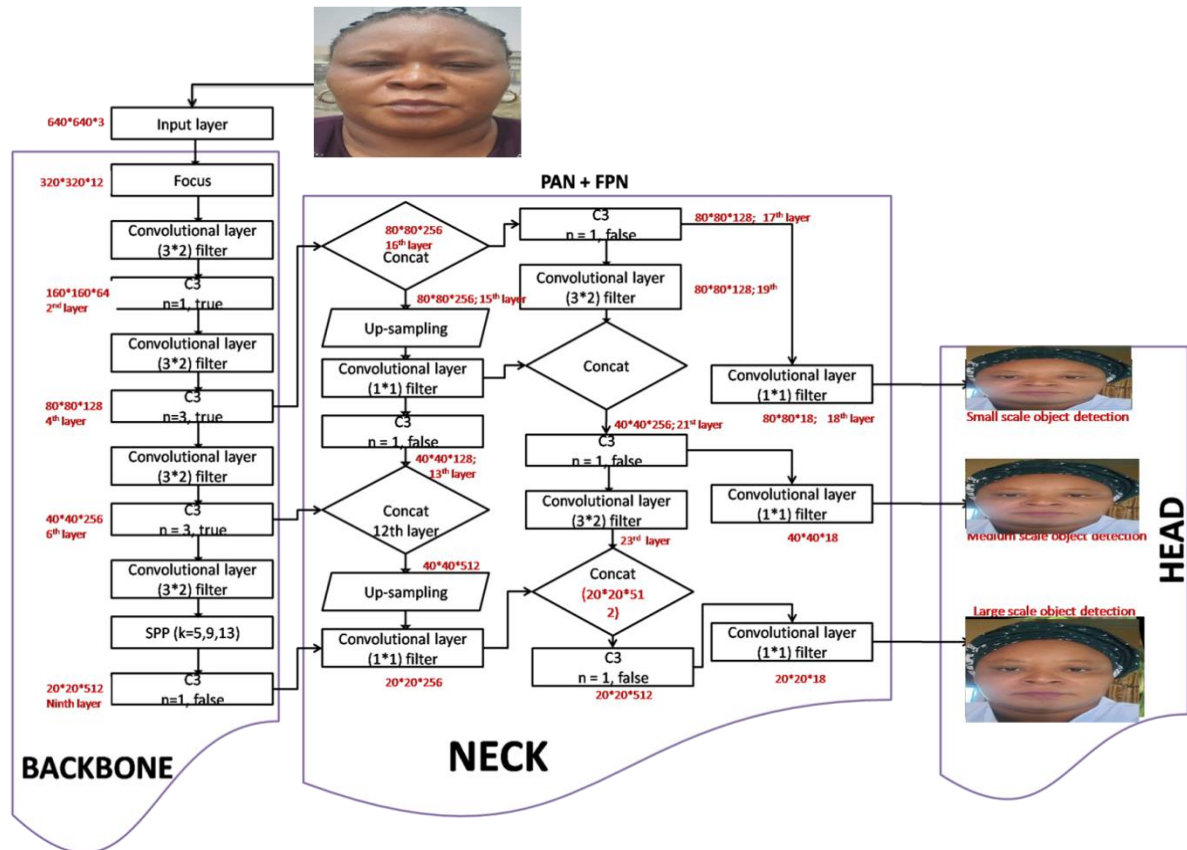 640*640*3
Input layer
BACKBONE
320*320*12
Focus
Convolutional layer
(3*2) filter
160*160*64
2nd layer
C3
n=1, true
Convolutional layer
(3*2) filter
80*80*128
4th layer
C3
n=3, true
Convolutional layer
(3*2) filter
40*40*256
6th layer
C3
n = 3, true
Convolutional layer
(3*2) filter
SPP (k=5,9,13)
20*20*512
Ninth layer
C3
n=1, false
PAN + FPN
NECK
80*80*256
16th layer
Concat
80*80*256; 15th layer
Up-sampling
Convolutional layer
(1*1) filter
C3
n = 1, false
40*40*128;
13th layer
Concat
12th layer
40*40*512
Up-sampling
Convolutional layer
(1*1) filter
20*20*256
C3
n = 1, false
80*80*128; 17th layer
Convolutional layer
(3*2) filter
80*80*128; 19th
Concat
40*40*256; 21st layer
C3
n = 1, false
Convolutional layer
(3*2) filter
23rd layer
Concat
(20*20*51
2)
C3
n = 1, false
20*20*512
Convolutional layer
(1*1) filter
80*80*18; 18th layer
Convolutional layer
(1*1) filter
40*40*18
Convolutional layer
(1*1) filter
20*20*18
HEAD
Small scale object detection
Medium scale object detection
Large scale object detection